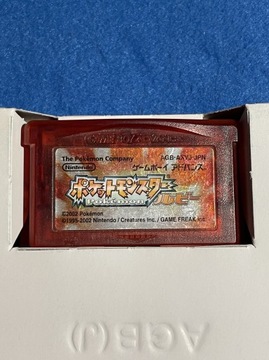 The Pokémon Company AGB-AXVJ-JPN
Nintendo ゲームボーイ アドバンス
ポケットモンスター
ルビー
©2002 Pokémon
©1995-2002 Nintendo / Creatures Inc. / GAME FREAK inc.
AGB(J)